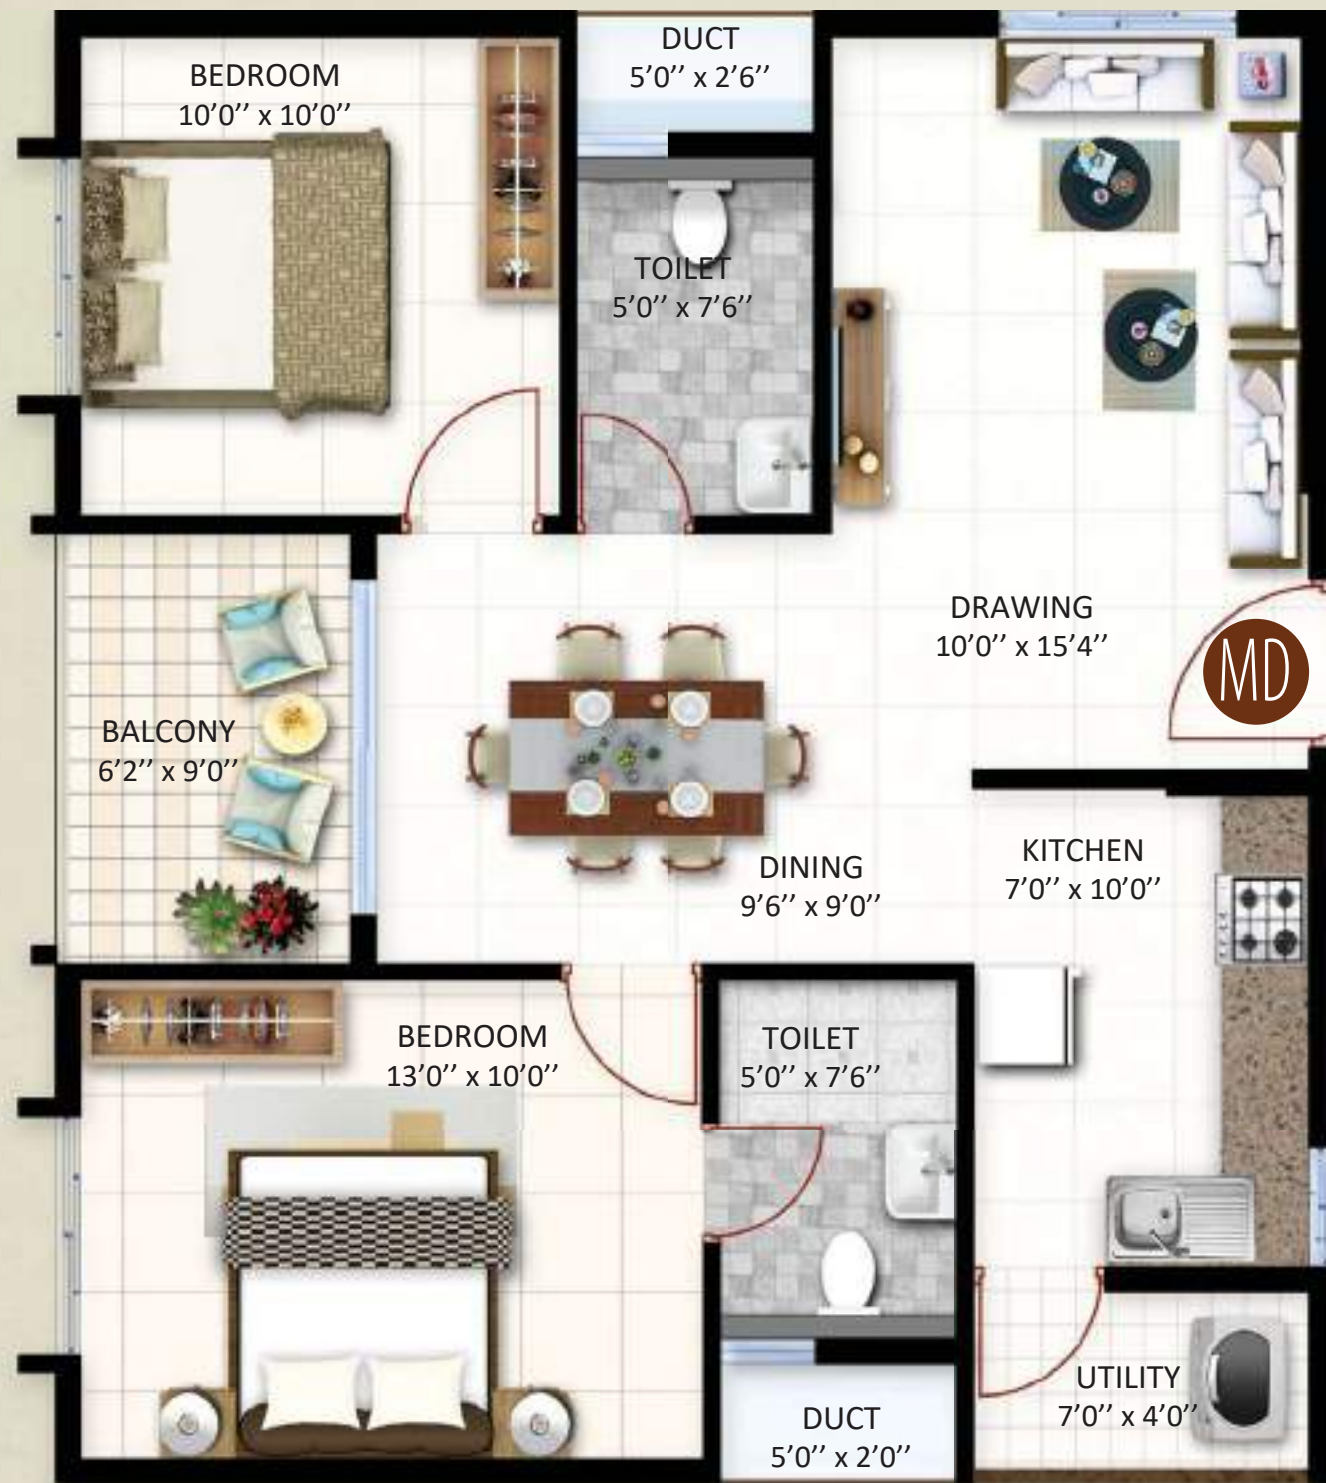 DUCT
5'0'' x 2'6''
BEDROOM
10'0'' x 10'0''
TOILET
5'0'' x 7'6''
DRAWING
10'0'' x 15'4''
MD
BALCONY
6'2'' x 9'0''
DINING
9'6'' x 9'0''
KITCHEN
7'0'' x 10'0''
BEDROOM
13'0'' x 10'0''
TOILET
5'0'' x 7'6''
UTILITY
7'0'' x 4'0''
DUCT
5'0'' x 2'0''